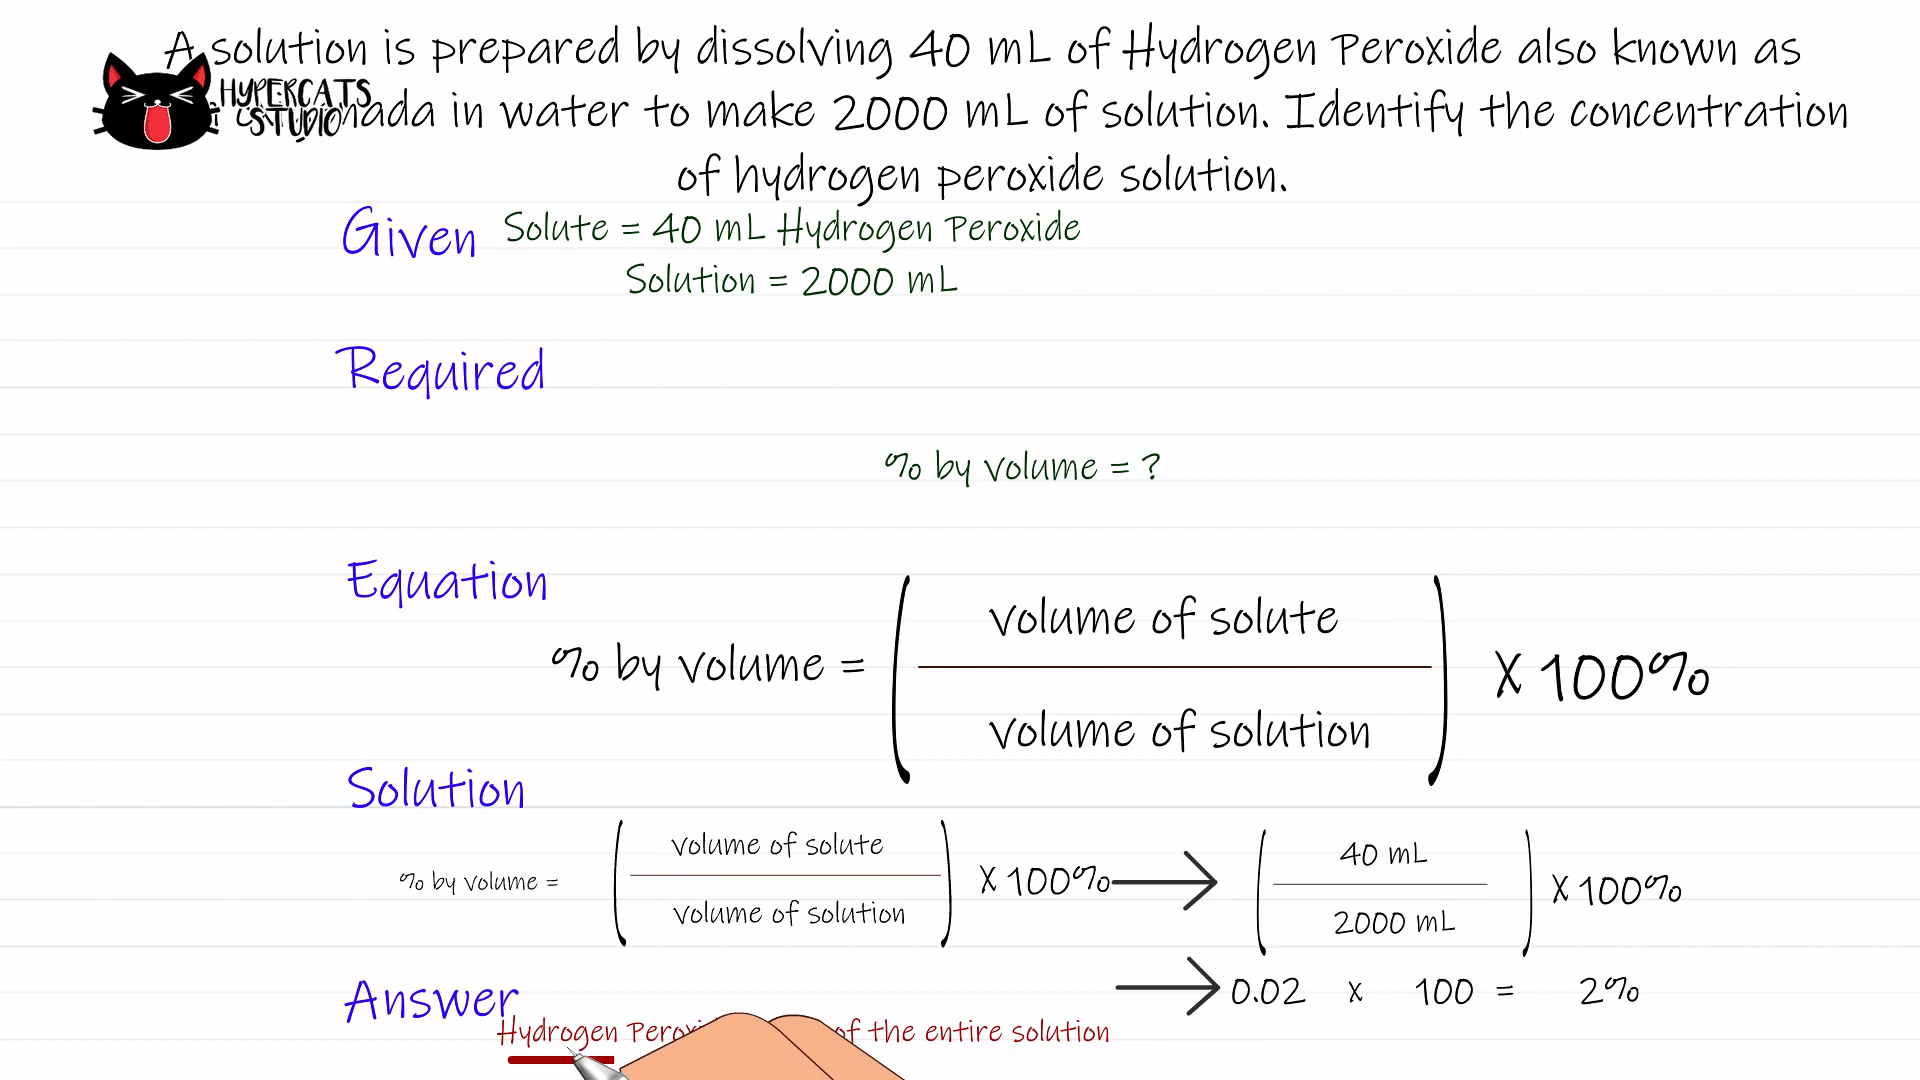 A solution is prepared by dissolving 40 mL of Hydrogen Peroxide also known as
HYPERCATS
STUDIO
in water to make 2000 mL of solution. Identify the concentration
of hydrogen peroxide solution.
Given
Solute = 40 mL Hydrogen Peroxide
Solution = 2000 mL
Required
% by volume = ?
Equation
% by volume = ( volume of solute
volume of solution ) X 100%
Solution
% by volume = ( volume of solute
volume of solution ) X 100% → ( 40 mL
2000 mL ) X 100%
→ 0.02 x 100 = 2%
Answer
Hydrogen of the entire solution